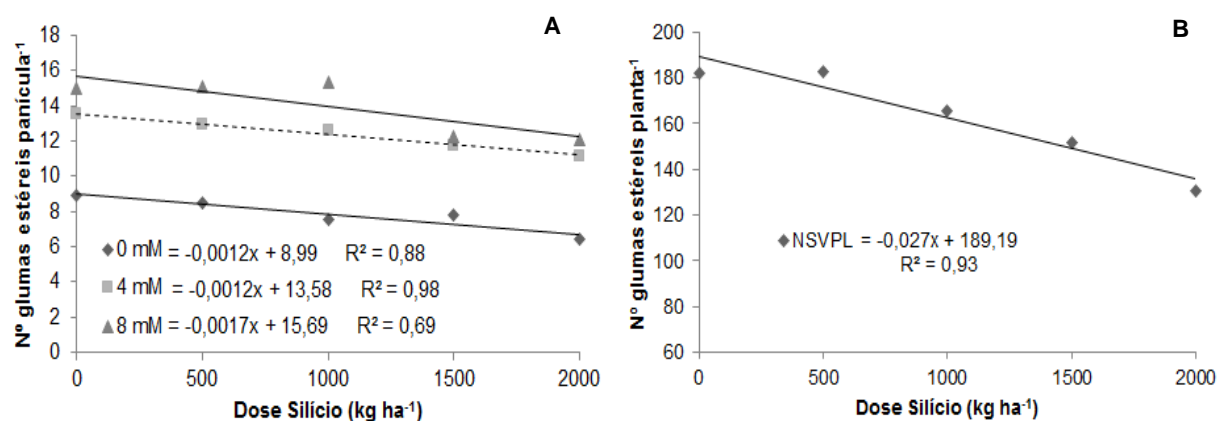 A
Nº glumas estéreis panícula-1
18
16
14
12
10
8
6
4
2
0
0 mM = -0,0012x + 8,99 R² = 0,88
4 mM = -0,0012x + 13,58 R² = 0,98
8 mM = -0,0017x + 15,69 R² = 0,69
0 500 1000 1500 2000
Dose Silício (kg ha-1)
B
Nº glumas estéreis planta-1
200
180
160
140
120
100
80
60
NSVPL = -0,027x + 189,19
R² = 0,93
0 500 1000 1500 2000
Dose Silício (kg ha-1)